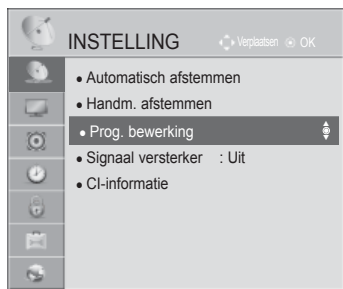 INSTELLING Verplaatsen OK
• Automatisch afstemmen
• Handm. afstemmen
• Prog. bewerking
• Signaal versterker : Uit
• CI-informatie